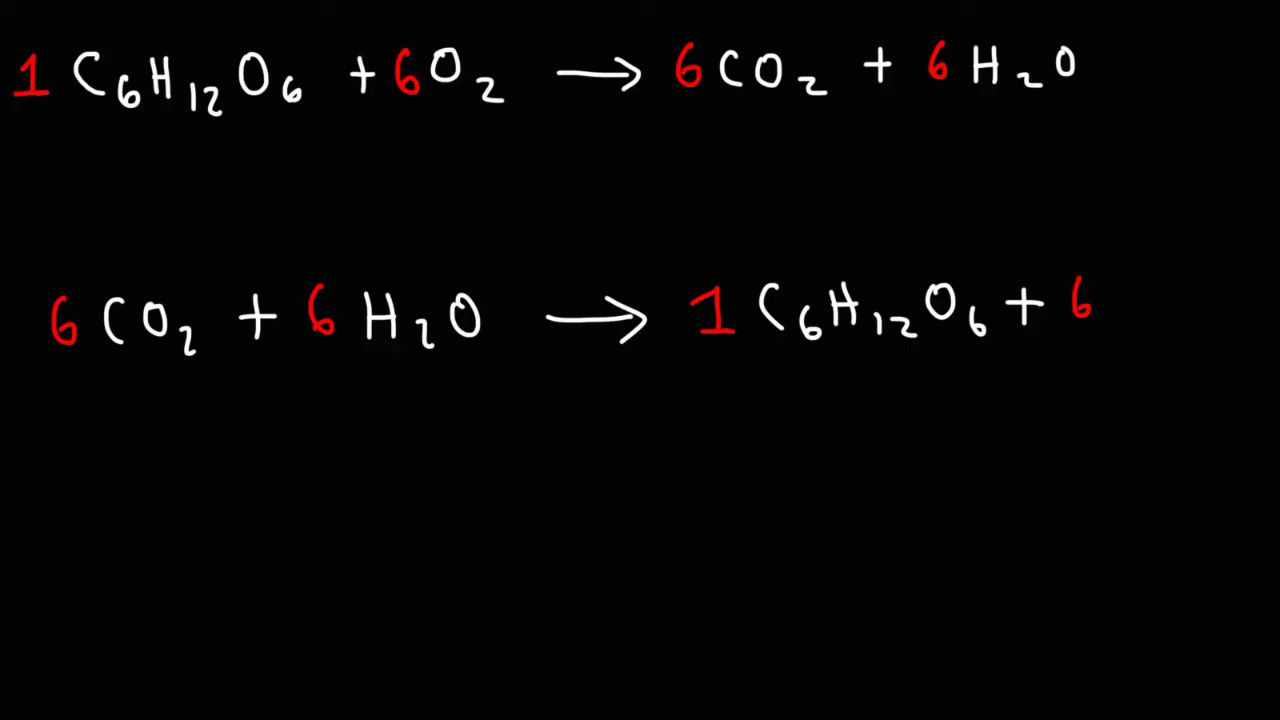 1 C₆H₁₂O₆ + 6O₂ → 6CO₂ + 6H₂O
6CO₂ + 6H₂O → 1C₆H₁₂O₆ + 6